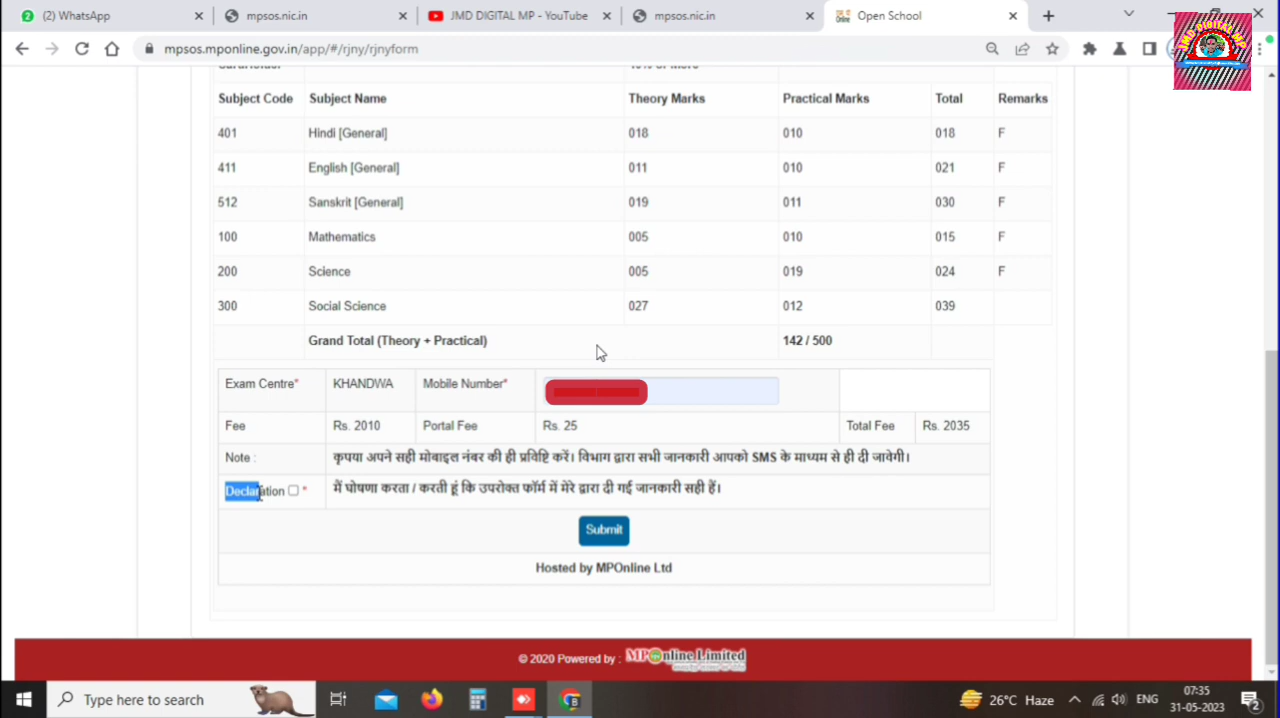 (2) WhatsApp
mpsos.nic.in
JMD DIGITAL MP - YouTube
mpsos.nic.in
Open School
mpsos.mponline.gov.in/app/#/rjny/rjnyform
JMD DIGITAL MP
Subject Code Subject Name Theory Marks Practical Marks Total Remarks
401 Hindi [General] 018 010 018 F
411 English [General] 011 010 021 F
512 Sanskrit [General] 019 011 030 F
100 Mathematics 005 010 015 F
200 Science 005 019 024 F
300 Social Science 027 012 039
Grand Total (Theory + Practical) 142 / 500
Exam Centre* KHANDWA Mobile Number*
Fee Rs. 2010 Portal Fee Rs. 25 Total Fee Rs. 2035
Note : कृपया अपने सही मोबाइल नंबर की ही प्रविष्टि करें। विभाग द्वारा सभी जानकारी आपको SMS के माध्यम से ही दी जावेगी।
Declaration * मैं घोषणा करता / करती हूं कि उपरोक्त फॉर्म में मेरे द्वारा दी गई जानकारी सही हैं।
Submit
Hosted by MPOnline Ltd
© 2020 Powered by : MPOnline Limited
Type here to search
26°C Haze
ENG
07:35
31-05-2023
2